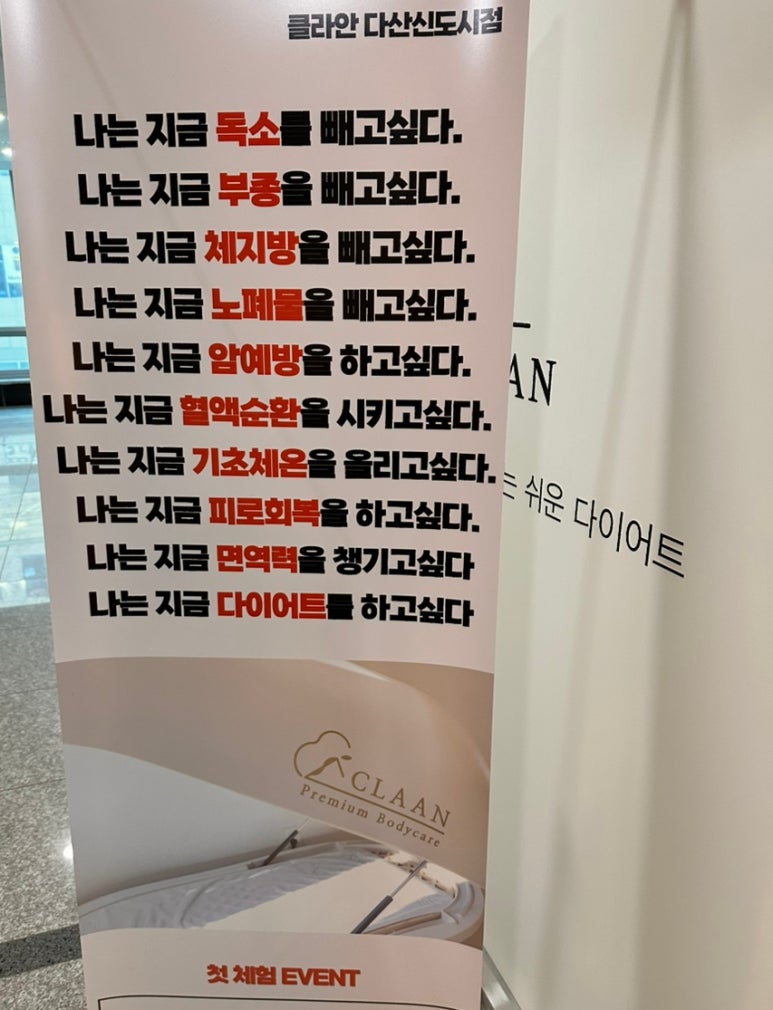 클라안 다산신도시점
나는 지금 독소를 빼고싶다.
나는 지금 부종을 빼고싶다.
나는 지금 체지방을 빼고싶다.
나는 지금 노폐물을 빼고싶다.
나는 지금 암예방을 하고싶다.
나는 지금 혈액순환을 시키고싶다.
나는 지금 기초체온을 올리고싶다.
나는 지금 피로회복을 하고싶다.
나는 지금 면역력을 챙기고싶다
나는 지금 다이어트를 하고싶다
AN
는 쉬운 다이어트
CLAAN
Premium Bodycare
첫 체험 EVENT